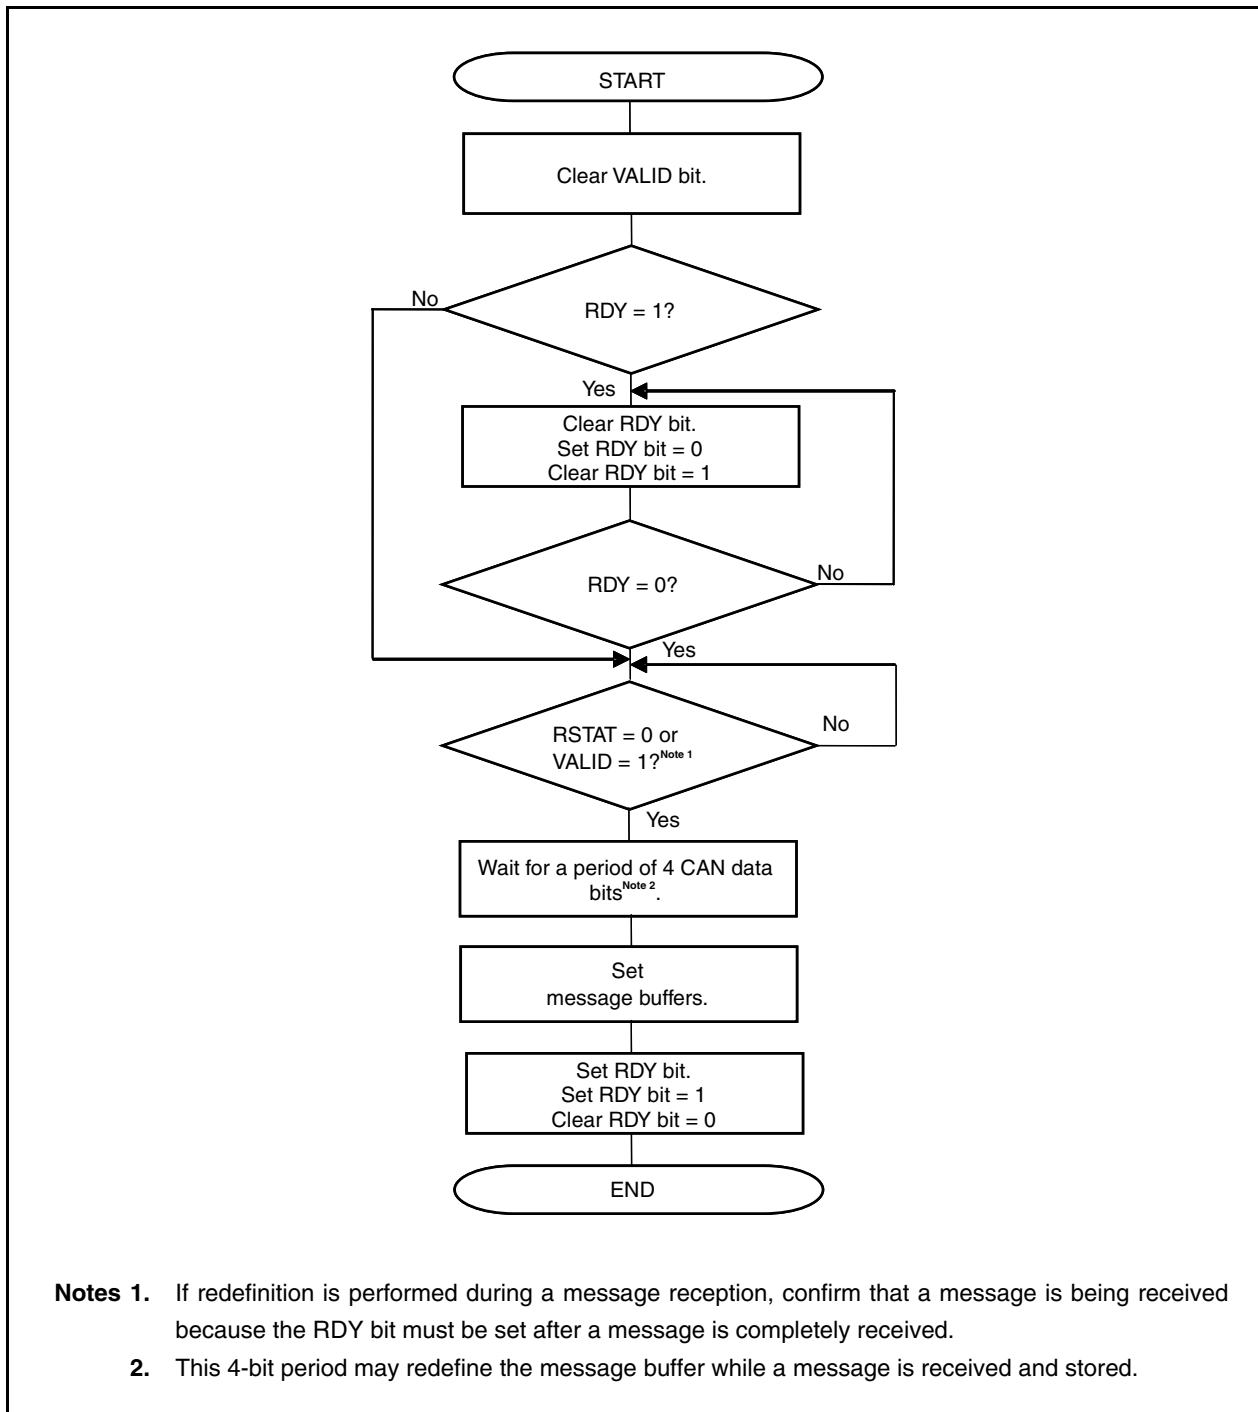 START
Clear VALID bit.
No
RDY = 1?
Yes
Clear RDY bit.
Set RDY bit = 0
Clear RDY bit = 1
RDY = 0?
No
Yes
RSTAT = 0 or
VALID = 1?Note 1
No
Yes
Wait for a period of 4 CAN data
bitsNote 2.
Set
message buffers.
Set RDY bit.
Set RDY bit = 1
Clear RDY bit = 0
END
Notes 1. If redefinition is performed during a message reception, confirm that a message is being received
because the RDY bit must be set after a message is completely received.
2. This 4-bit period may redefine the message buffer while a message is received and stored.